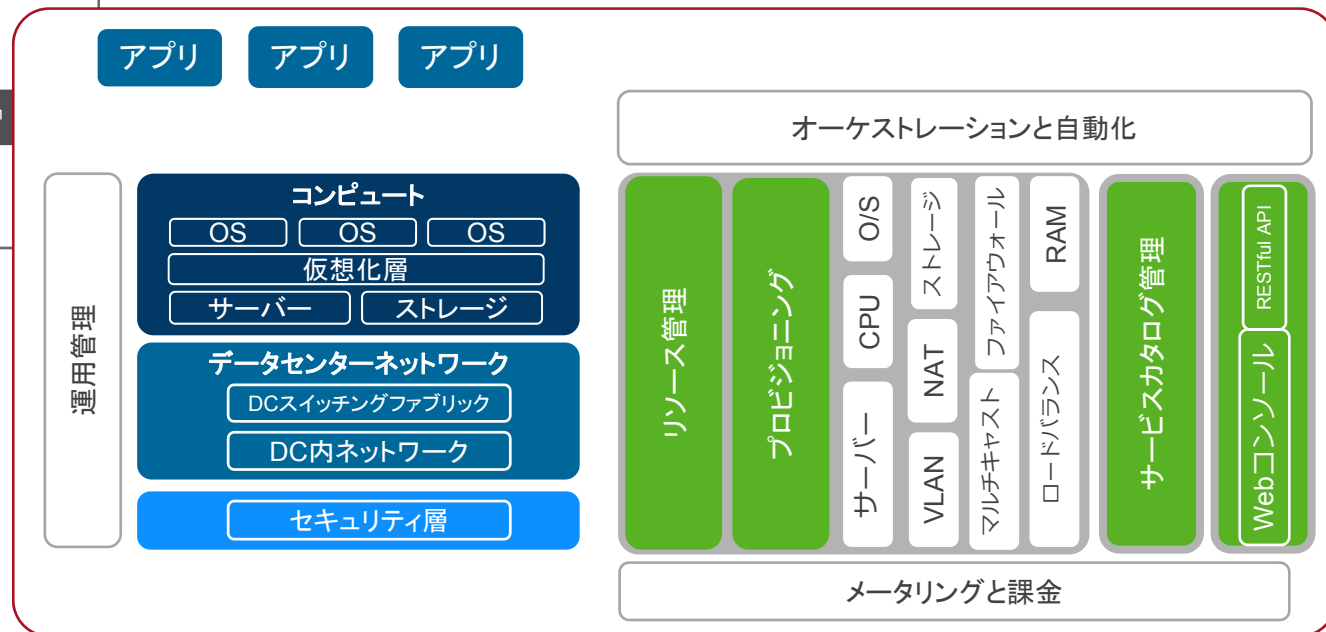 アプリ
アプリ
アプリ
運用管理
コンピュート
OS
OS
OS
仮想化層
サーバー
ストレージ
データセンターネットワーク
DCスイッチングファブリック
DC内ネットワーク
セキュリティ層
オーケストレーションと自動化
リソース管理
プロビジョニング
O/S
CPU
サーバー
ストレージ
NAT
VLAN
ファイアウォール
マルチキャスト
RAM
ロードバランス
サービスカタログ管理
RESTful API
Webコンソール
メータリングと課金